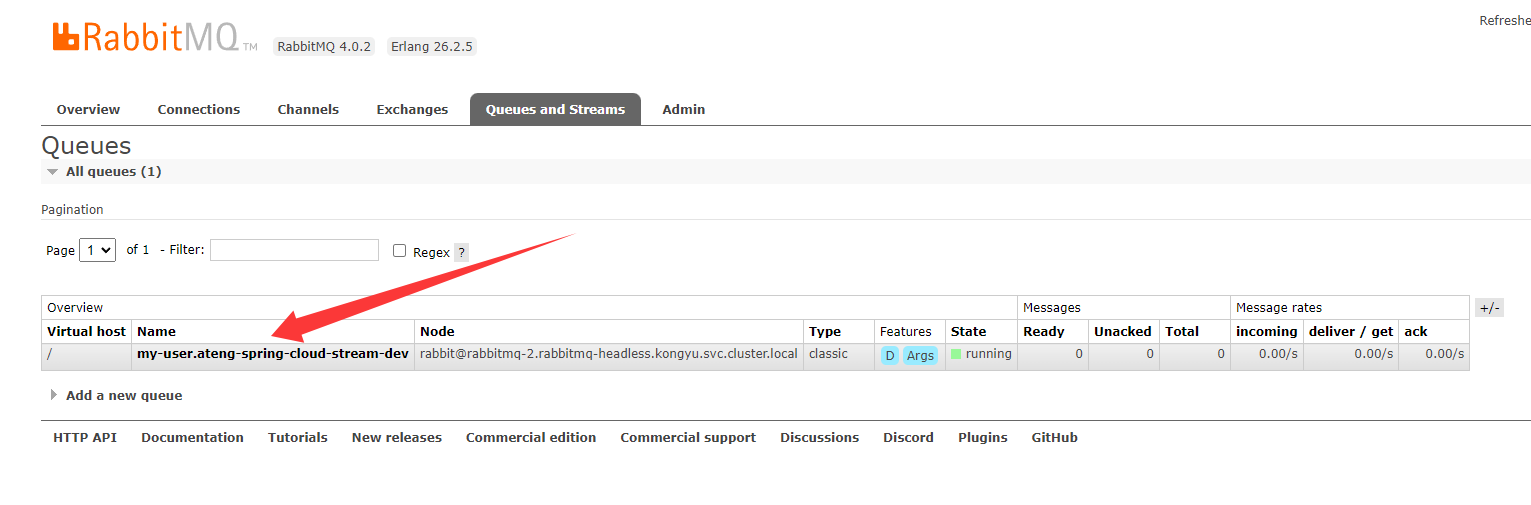 Refreshe
RabbitMQ TM RabbitMQ 4.0.2 Erlang 26.2.5
Overview Connections Channels Exchanges Queues and Streams Admin
Queues
All queues (1)
Pagination
Page 1 of 1 - Filter: Regex ?
Overview Messages Message rates +/-
Virtual host Name Node Type Features State Ready Unacked Total incoming deliver / get ack
/ my-user.ateng-spring-cloud-stream-dev rabbit@rabbitmq-2.rabbitmq-headless.kongyu.svc.cluster.local classic D Args running 0 0 0 0.00/s 0.00/s 0.00/s
Add a new queue
HTTP API Documentation Tutorials New releases Commercial edition Commercial support Discussions Discord Plugins GitHub